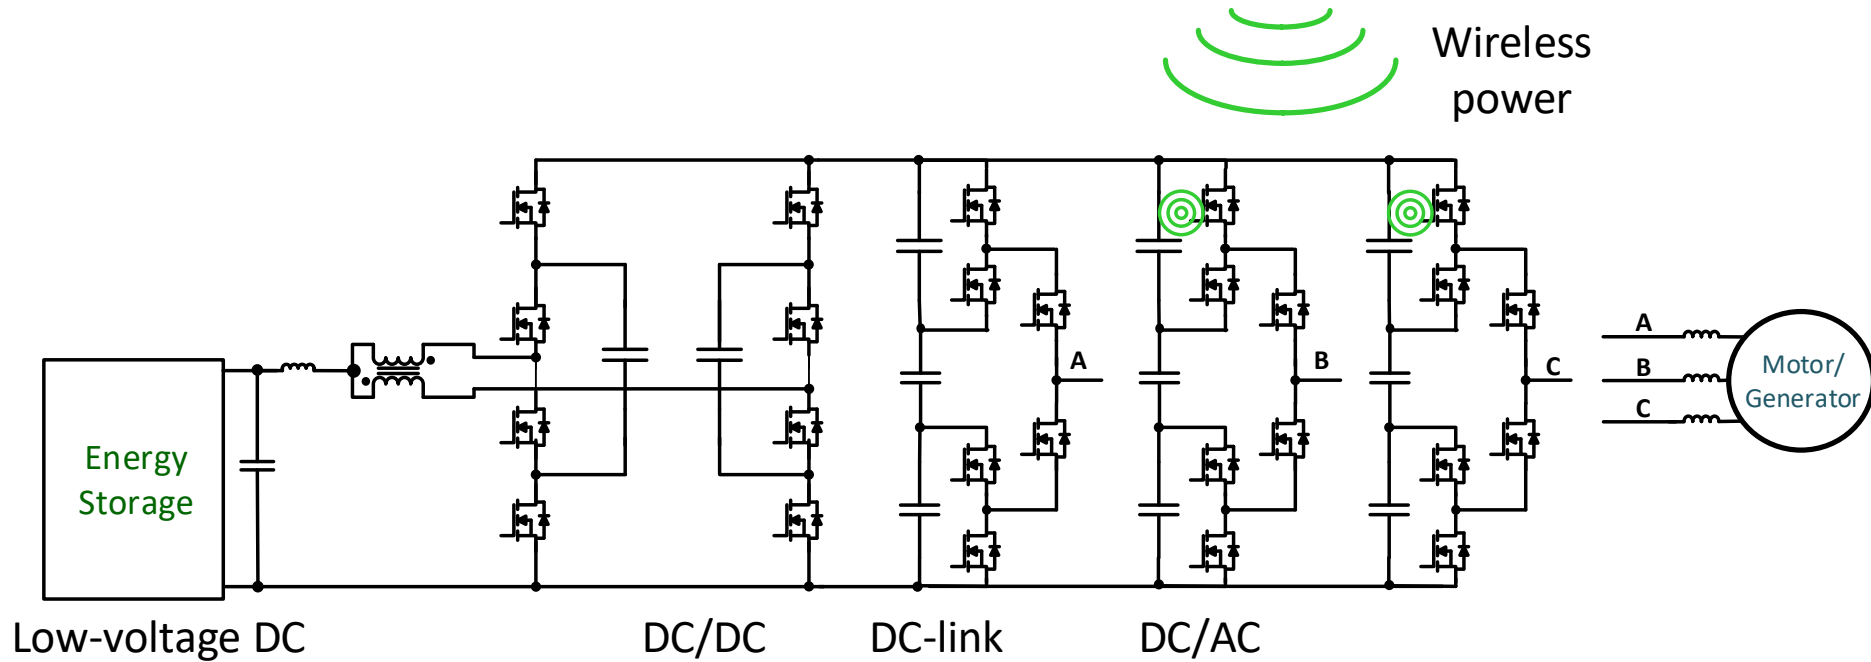 Wireless
power
A
B
C
A
B
C
Motor/
Generator
Energy
Storage
Low-voltage DC
DC/DC
DC-link
DC/AC